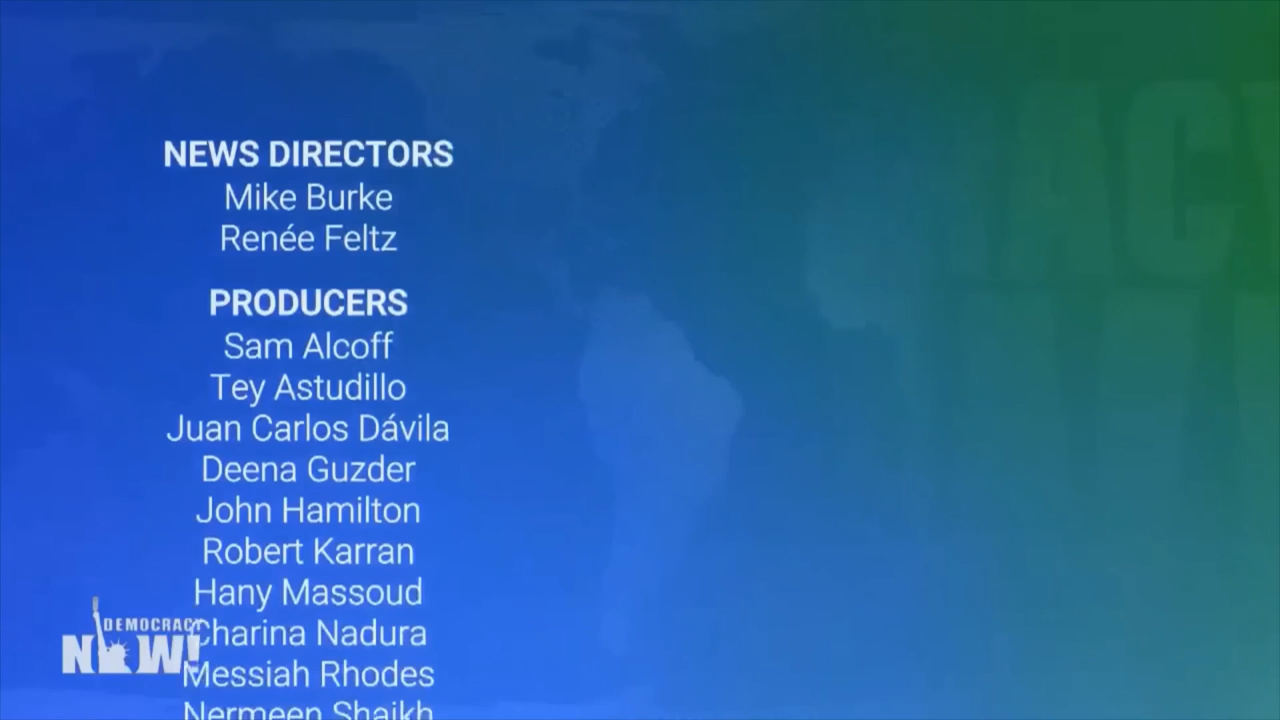 NEWS DIRECTORS
Mike Burke
Renée Feltz
PRODUCERS
Sam Alcoff
Tey Astudillo
Juan Carlos Dávila
Deena Guzder
John Hamilton
Robert Karran
Hany Massoud
Charina Nadura
Messiah Rhodes
Nermeen Shaikh
DEMOCRACY
NOW!
ACY